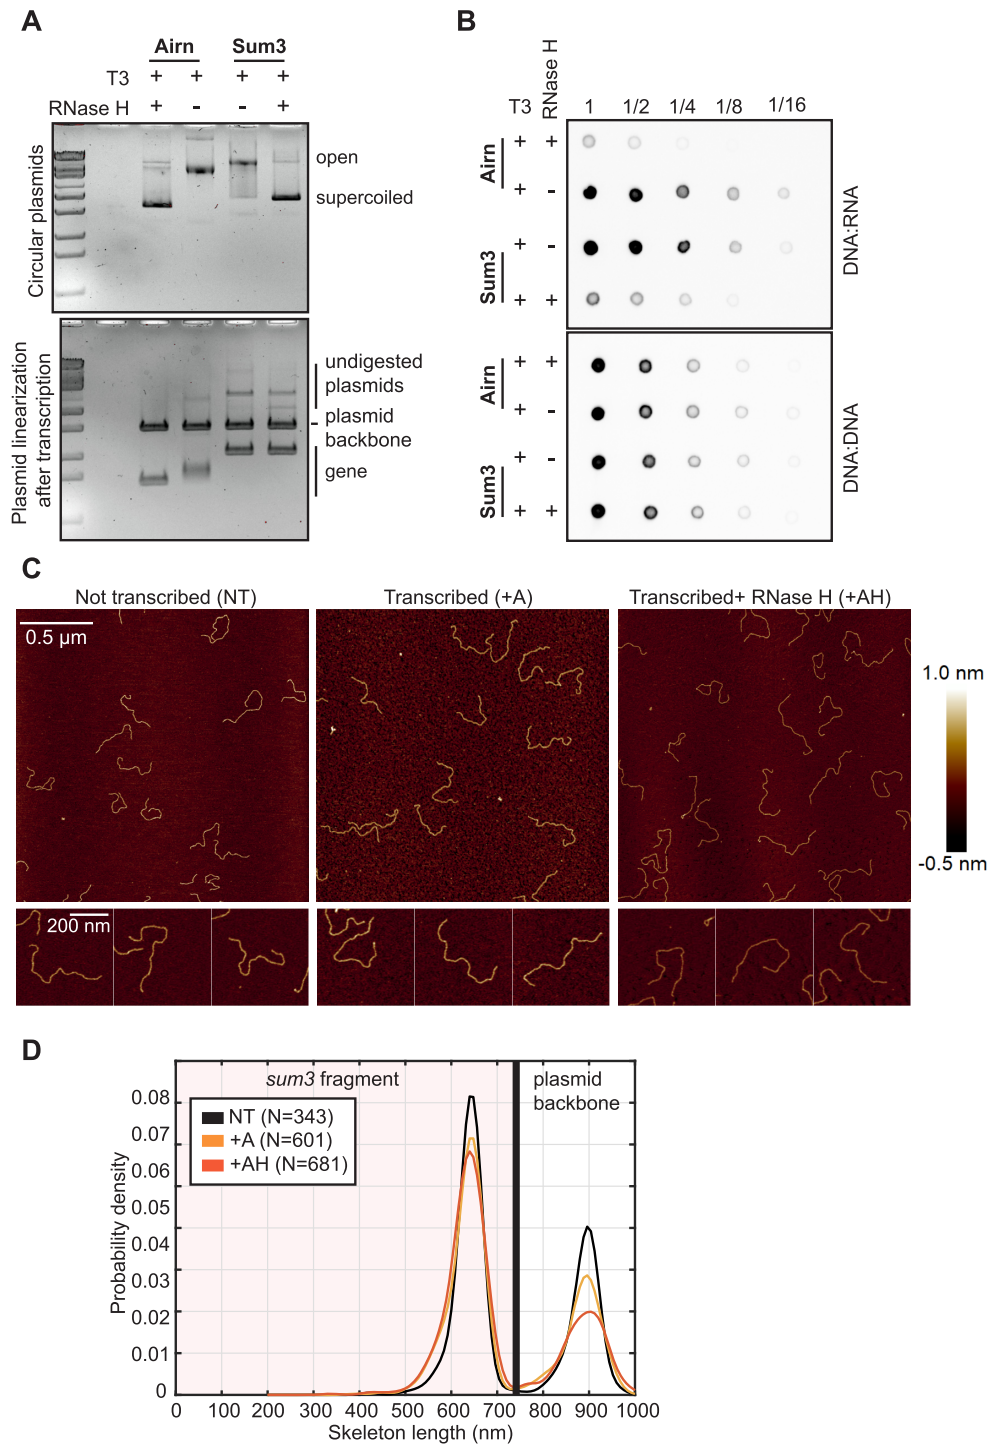 A
Airn Sum3
T3 + + + +
RNase H + - - +
Circular plasmids
open
supercoiled
Plasmid linearization
after transcription
undigested
plasmids
plasmid
backbone
gene
B
T3 RNase H 1 1/2 1/4 1/8 1/16
Airn
+ +
+ -
Sum3
+ -
+ +
DNA:RNA
Airn
+ +
+ -
Sum3
+ -
+ +
DNA:DNA
C
Not transcribed (NT) Transcribed (+A) Transcribed+ RNase H (+AH)
0.5 µm
1.0 nm
-0.5 nm
200 nm
D
sum3 fragment
plasmid
backbone
NT (N=343)
+A (N=601)
+AH (N=681)
Probability density
0.08
0.07
0.06
0.05
0.04
0.03
0.02
0.01
0
0 100 200 300 400 500 600 700 800 900 1000
Skeleton length (nm)